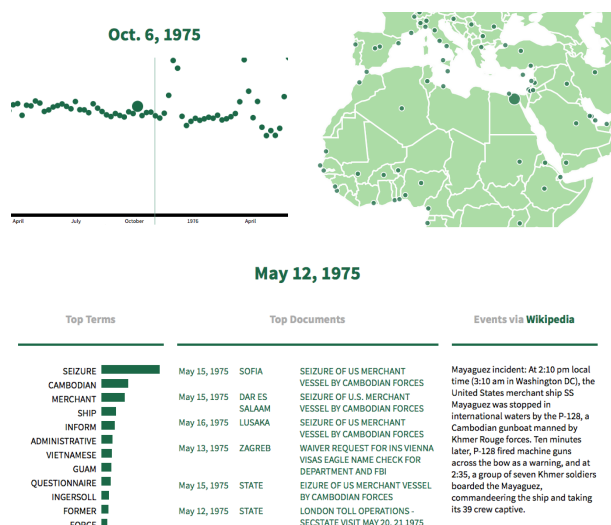 Oct. 6, 1975
April July October 1976 April
May 12, 1975
Top Terms
SEIZURE
CAMBODIAN
MERCHANT
SHIP
INFORM
ADMINISTRATIVE
VIETNAMESE
GUAM
QUESTIONNAIRE
INGERSOLL
FORMER
FORCE
Top Documents
May 15, 1975 SOFIA SEIZURE OF US MERCHANT
VESSEL BY CAMBODIAN FORCES
May 15, 1975 DAR ES SEIZURE OF U.S. MERCHANT
SALAAM VESSEL BY CAMBODIAN FORCES
May 16, 1975 LUSAKA SEIZURE OF US MERCHANT
VESSEL BY CAMBODIAN FORCES
May 13, 1975 ZAGREB WAIVER REQUEST FOR INS VIENNA
VISAS EAGLE NAME CHECK FOR
DEPARTMENT AND FBI
May 15, 1975 STATE EIZURE OF US MERCHANT VESSEL
BY CAMBODIAN FORCES
May 12, 1975 STATE LONDON TOLL OPERATIONS -
SECSTATE VISIT MAY 20, 21 1975
Events via Wikipedia
Mayaguez incident: At 2:10 pm local
time (3:10 am in Washington DC), the
United States merchant ship SS
Mayaguez was stopped in
international waters by the P-128, a
Cambodian gunboat manned by
Khmer Rouge forces. Ten minutes
later, P-128 fired machine guns
across the bow as a warning, and at
2:35, a group of seven Khmer soldiers
boarded the Mayaguez,
commandeering the ship and taking
its 39 crew captive.